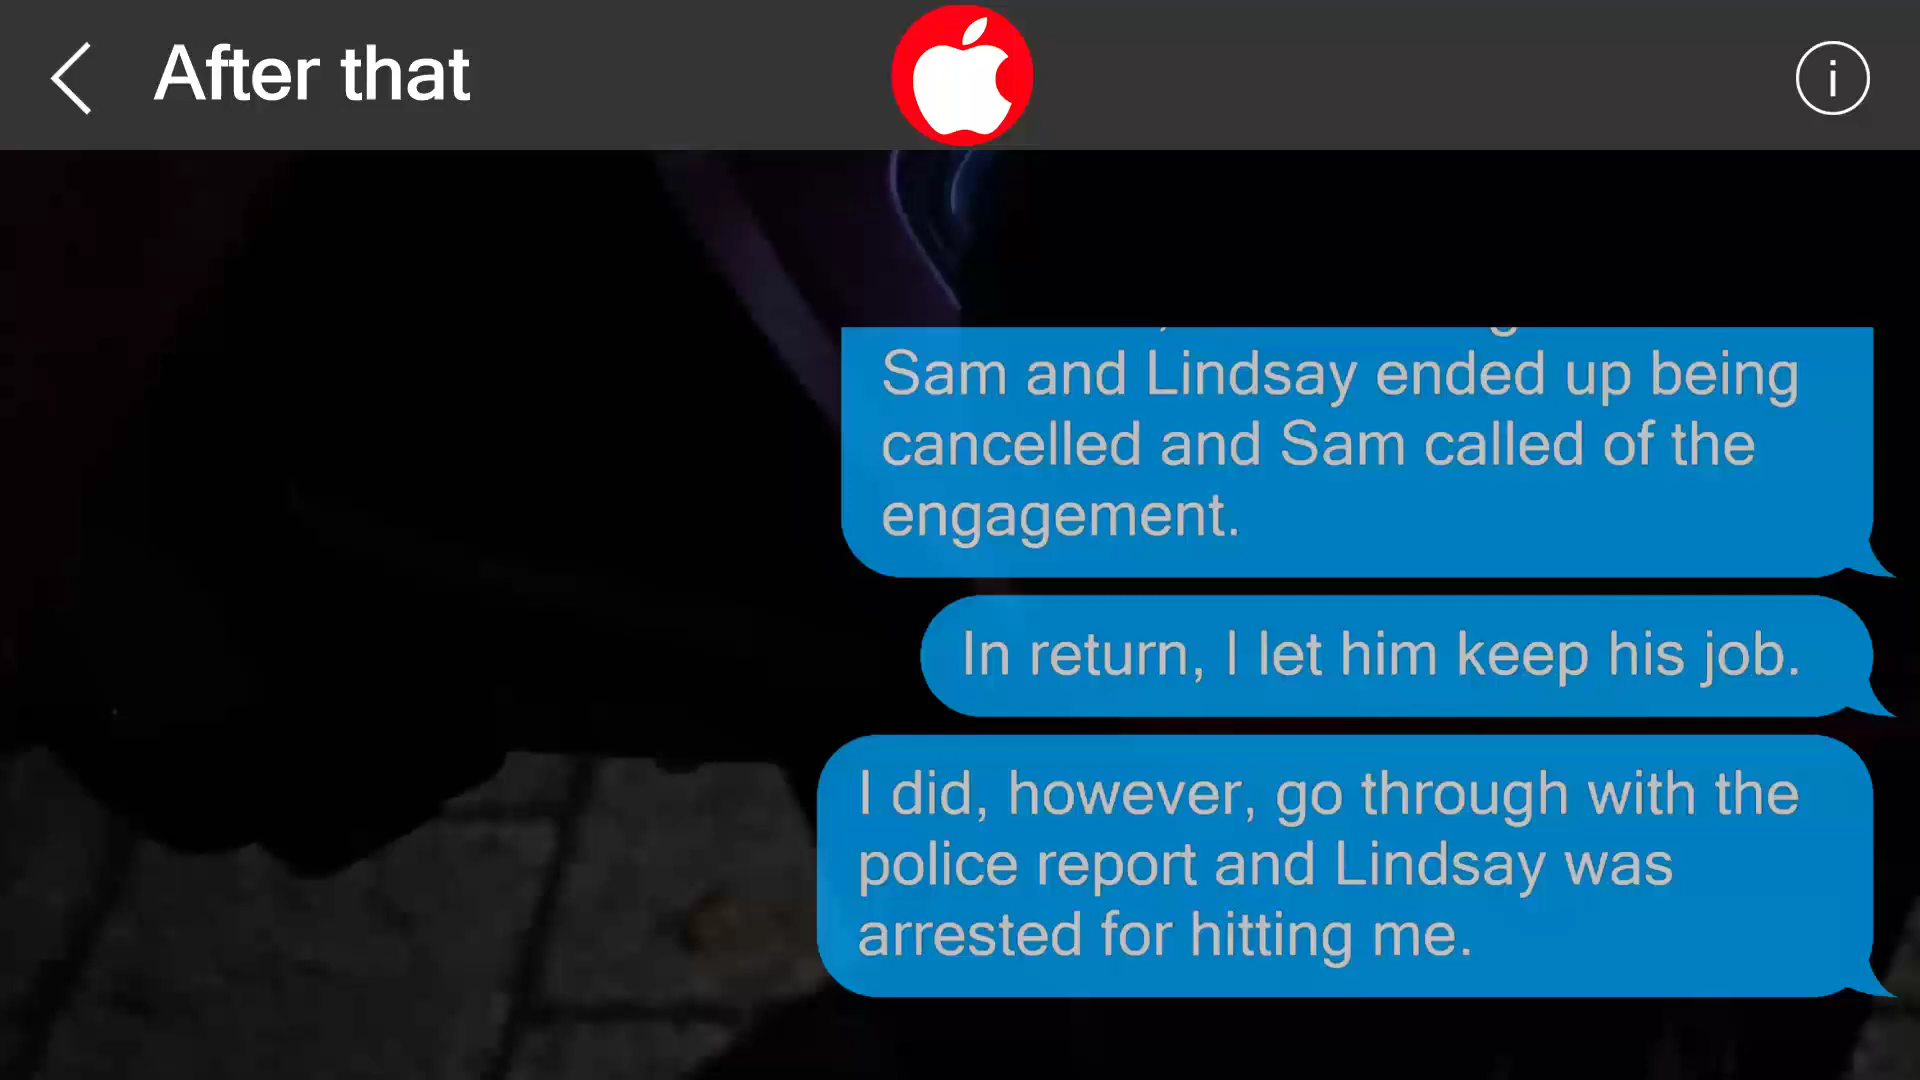 After that
Sam and Lindsay ended up being
cancelled and Sam called of the
engagement.
In return, I let him keep his job.
I did, however, go through with the
police report and Lindsay was
arrested for hitting me.